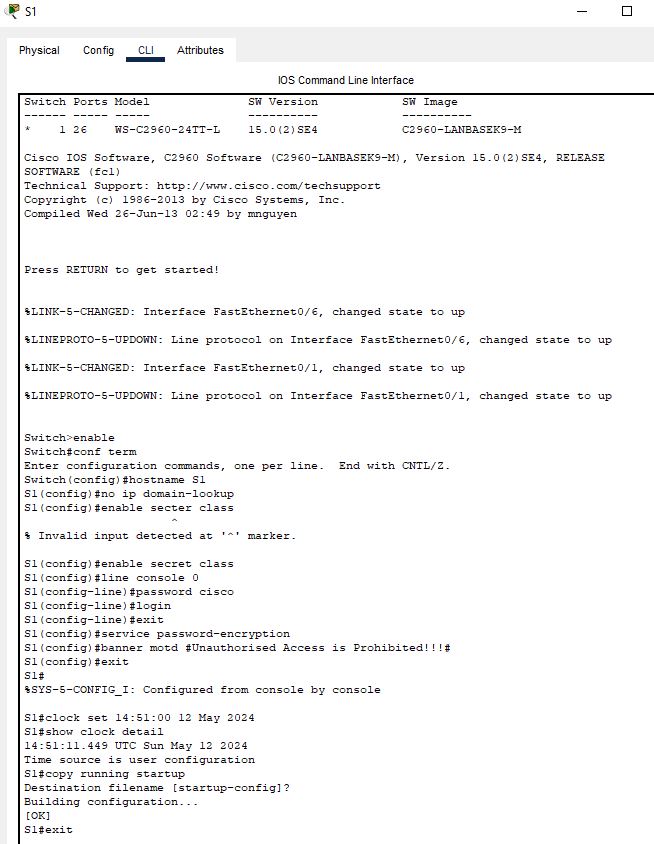 S1
Physical Config CLI Attributes
IOS Command Line Interface
Switch Ports Model SW Version SW Image
------ ----- ----- ---------- ----------
* 1 26 WS-C2960-24TT-L 15.0(2)SE4 C2960-LANBASEK9-M
Cisco IOS Software, C2960 Software (C2960-LANBASEK9-M), Version 15.0(2)SE4, RELEASE
SOFTWARE (fc1)
Technical Support: http://www.cisco.com/techsupport
Copyright (c) 1986-2013 by Cisco Systems, Inc.
Compiled Wed 26-Jun-13 02:49 by mnguyen
Press RETURN to get started!
%LINK-5-CHANGED: Interface FastEthernet0/6, changed state to up
%LINEPROTO-5-UPDOWN: Line protocol on Interface FastEthernet0/6, changed state to up
%LINK-5-CHANGED: Interface FastEthernet0/1, changed state to up
%LINEPROTO-5-UPDOWN: Line protocol on Interface FastEthernet0/1, changed state to up
Switch>enable
Switch#conf term
Enter configuration commands, one per line. End with CNTL/Z.
Switch(config)#hostname S1
S1(config)#no ip domain-lookup
S1(config)#enable secter class
^
% Invalid input detected at '^' marker.
S1(config)#enable secret class
S1(config)#line console 0
S1(config-line)#password cisco
S1(config-line)#login
S1(config-line)#exit
S1(config)#service password-encryption
S1(config)#banner motd #Unauthorised Access is Prohibited!!!#
S1(config)#exit
S1#
%SYS-5-CONFIG_I: Configured from console by console
S1#clock set 14:51:00 12 May 2024
S1#show clock detail
14:51:11.449 UTC Sun May 12 2024
Time source is user configuration
S1#copy running startup
Destination filename [startup-config]?
Building configuration...
[OK]
S1#exit